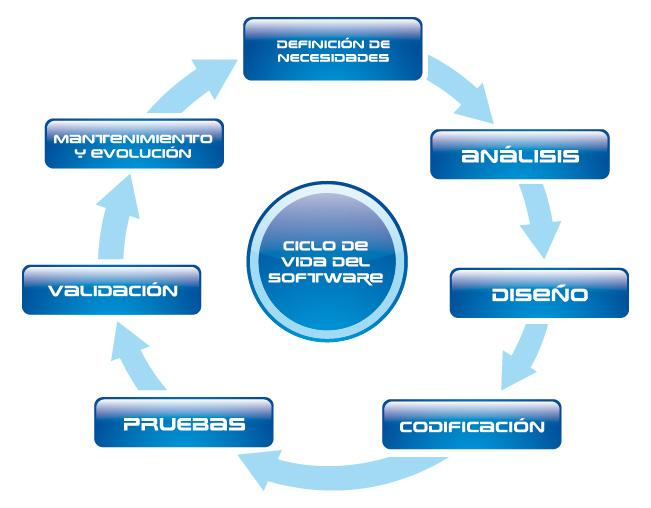 DEFINICIÓN DE
NECESIDADES
ANÁLISIS
DISEÑO
CODIFICACIÓN
PRUEBAS
VALIDACIÓN
MANTENIMIENTO
Y EVOLUCIÓN
CICLO DE
VIDA DEL
SOFTWARE